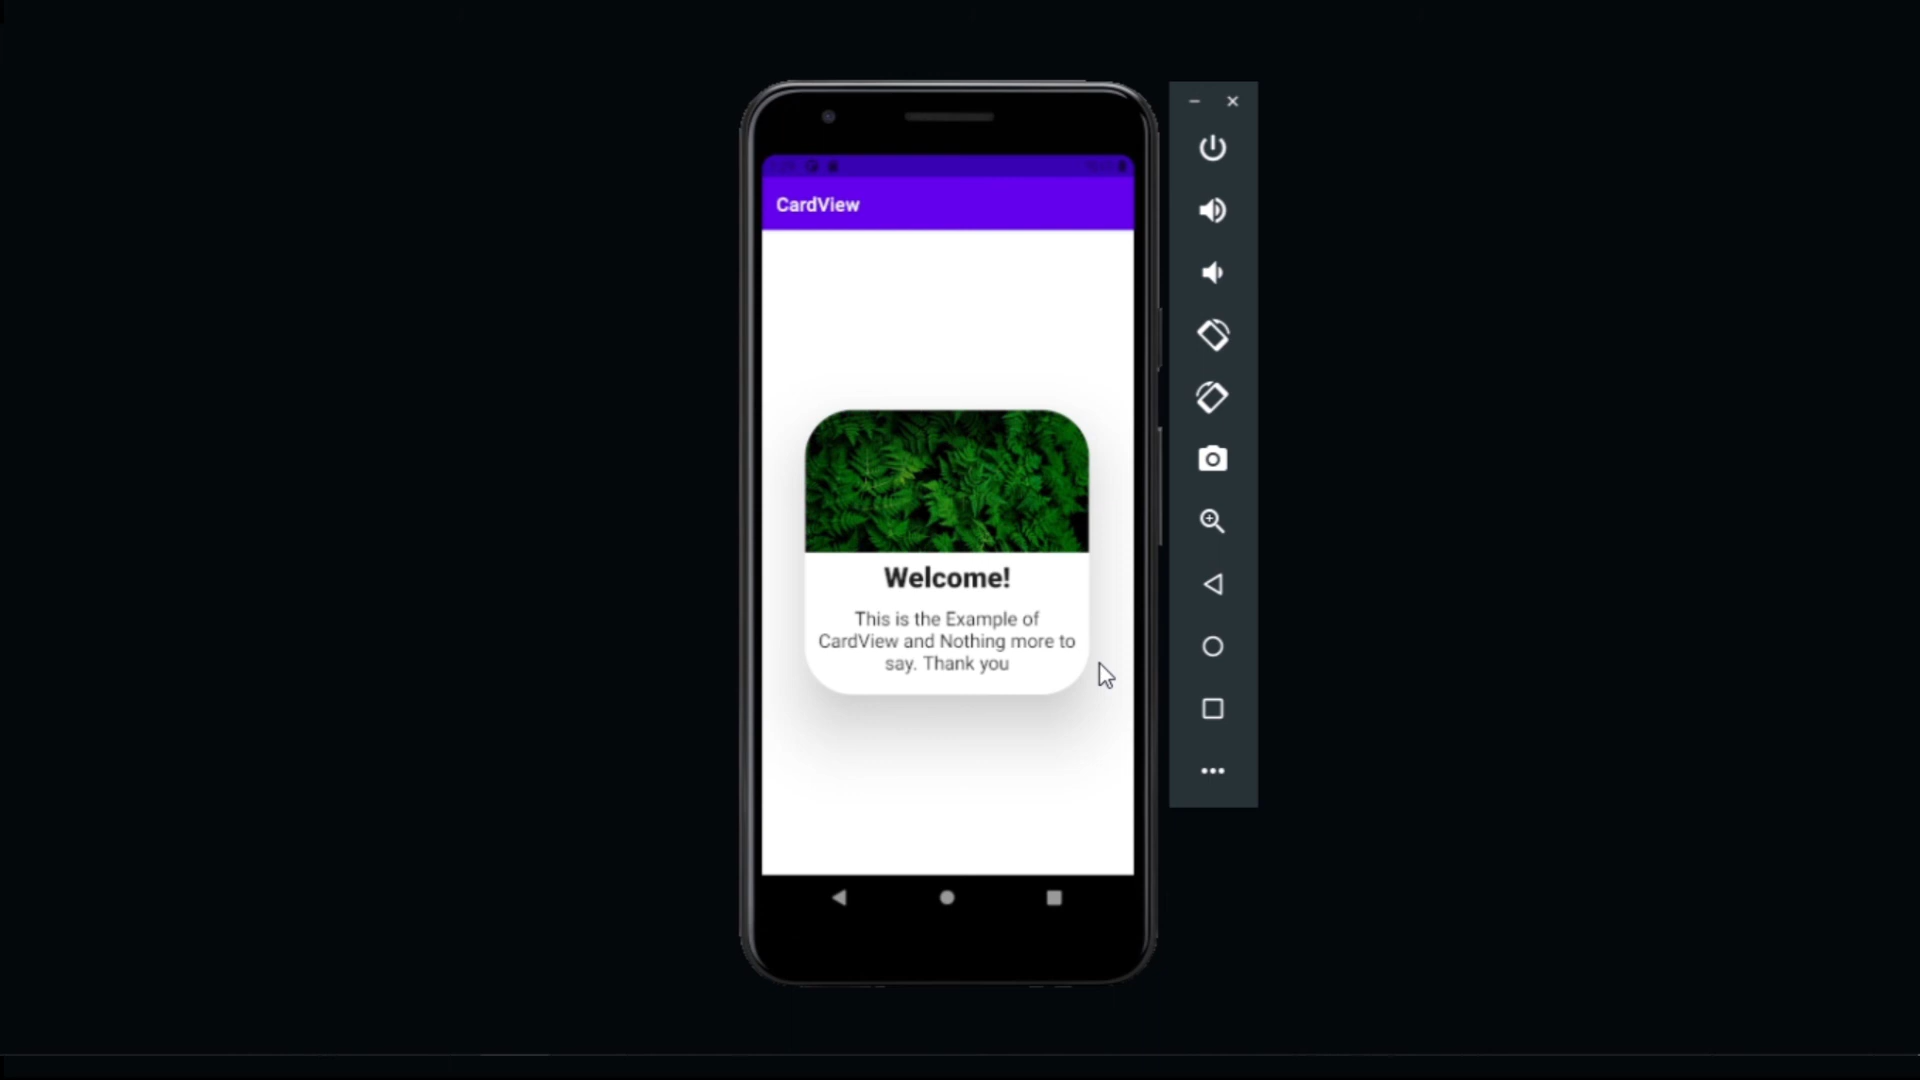 CardView
Welcome!
This is the Example of
CardView and Nothing more to
say. Thank you